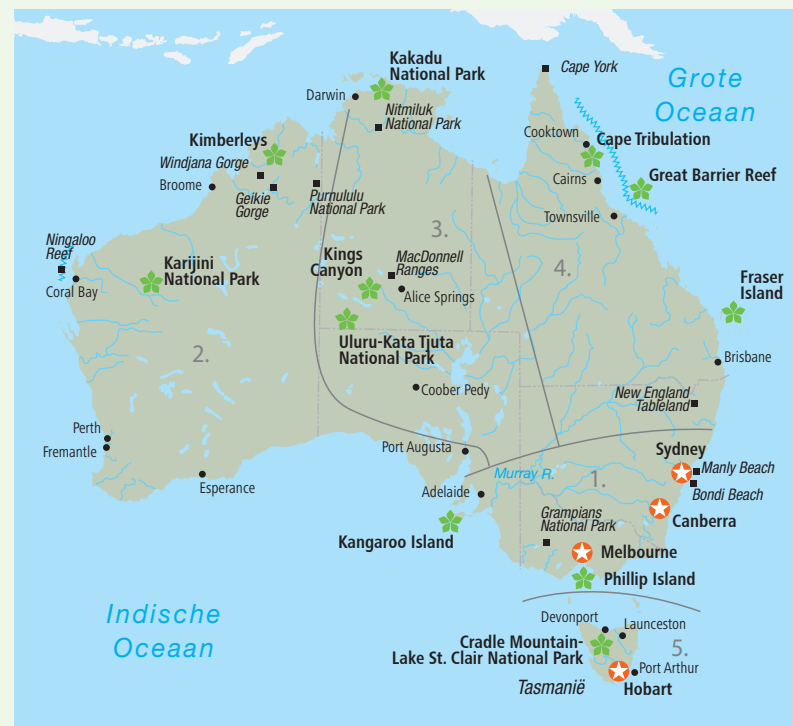 Kakadu
National Park
Cape York
Grote
Oceaan
Darwin
Nitmiluk
National Park
Cooktown
Cape Tribulation
Kimberleys
Windjana Gorge
Great Barrier Reef
Cairns
Broome
Geikie
Gorge
Purnululu
National Park
Townsville
3.
Ningaloo
Reef
Kings
Canyon
MacDonnell
Ranges
4.
Karijini
National Park
Fraser
Island
Coral Bay
Alice Springs
Uluru-Kata Tjuta
National Park
2.
Brisbane
Coober Pedy
New England
Tableland
Perth
Fremantle
Port Augusta
Sydney
Manly Beach
Murray R.
1.
Esperance
Adelaide
Bondi Beach
Grampians
National Park
Canberra
Kangaroo Island
Melbourne
Phillip Island
Indische
Oceaan
Devonport
Launceston
Cradle Mountain-
Lake St. Clair National Park
5.
Port Arthur
Tasmanië
Hobart